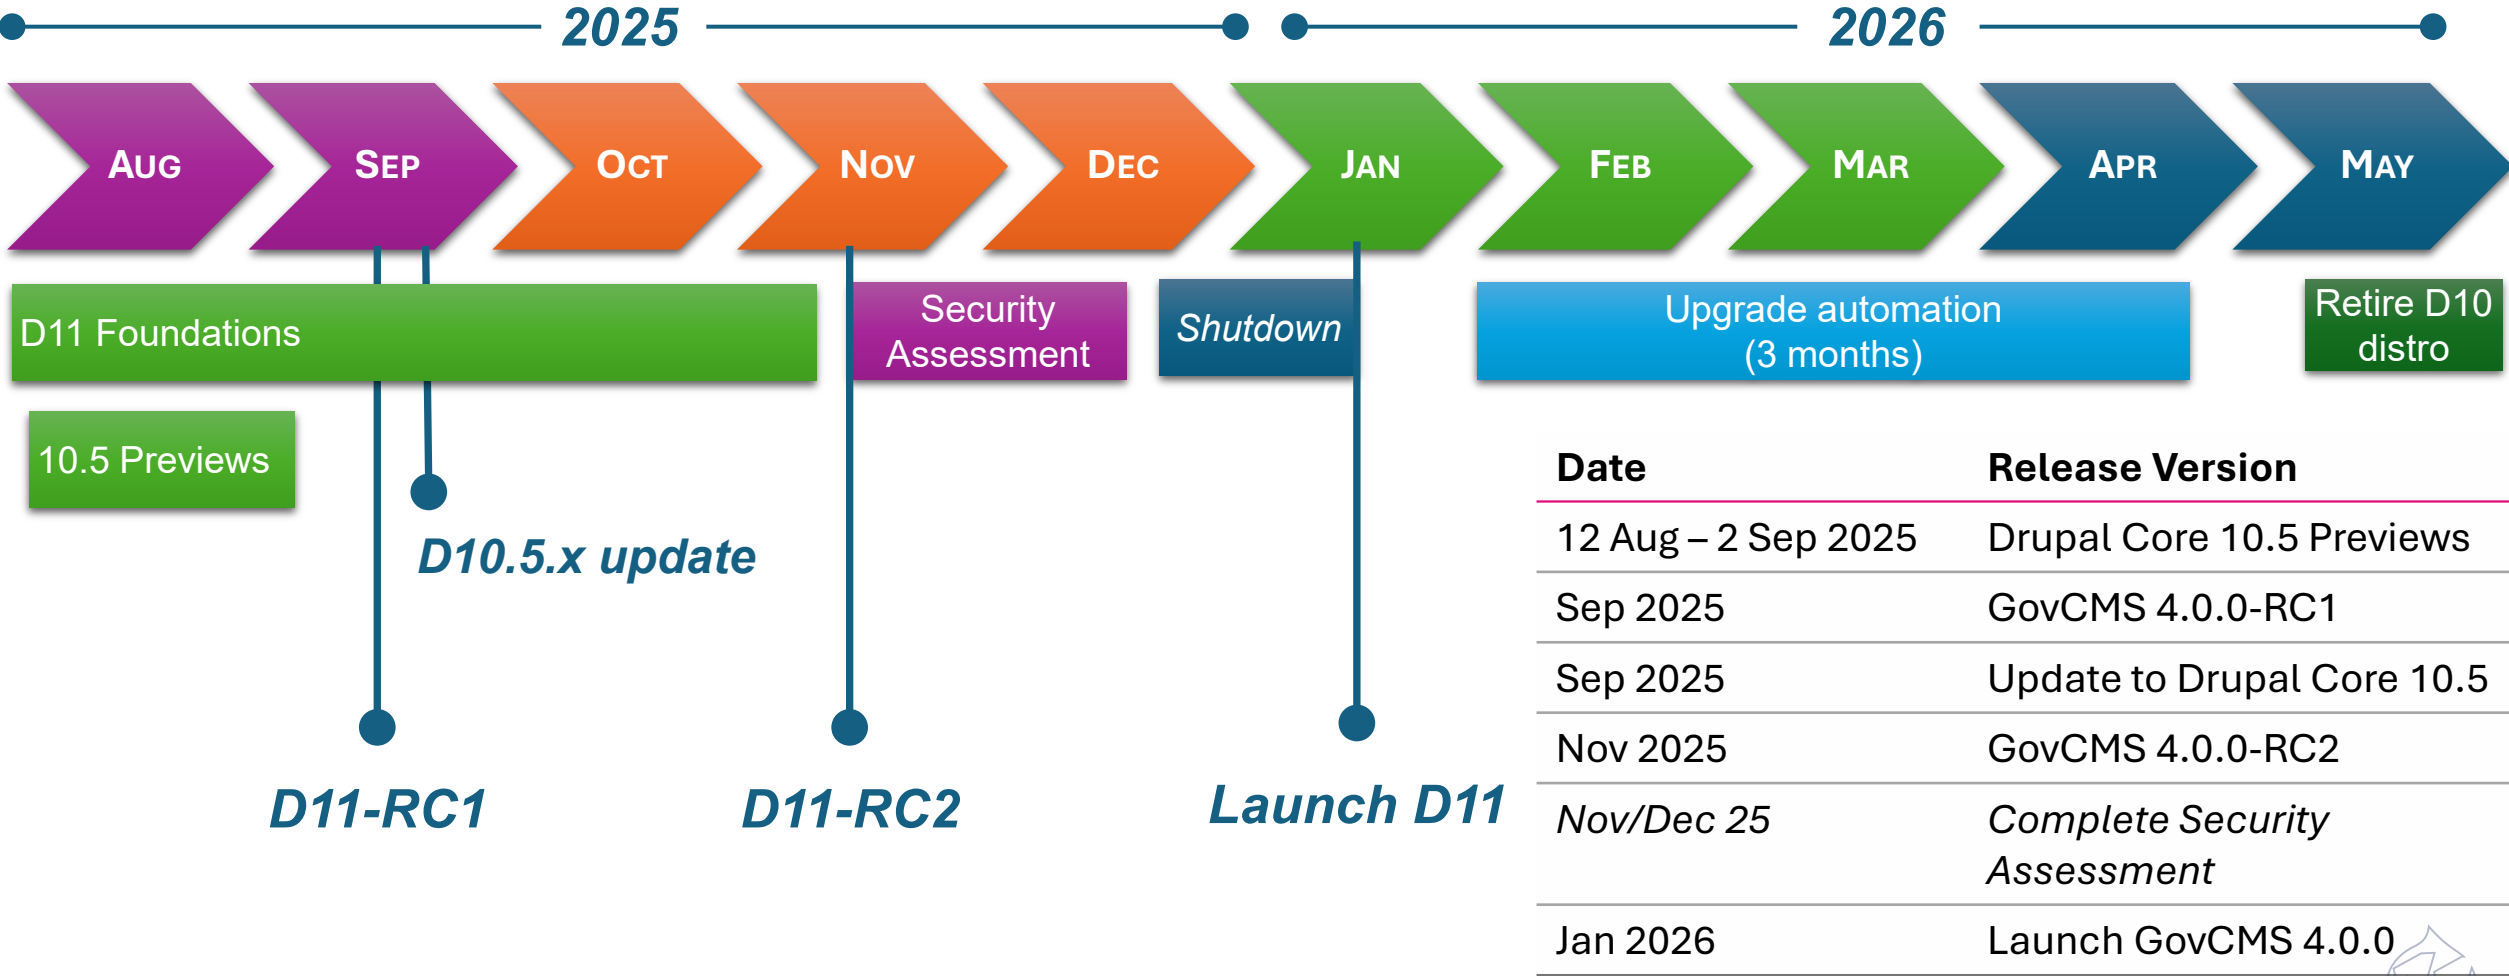 2025
2026
AUG
SEP
OCT
NOV
DEC
JAN
FEB
MAR
APR
MAY
D11 Foundations
Security
Assessment
Shutdown
Upgrade automation
(3 months)
Retire D10
distro
10.5 Previews
D10.5.x update
D11-RC1
D11-RC2
Launch D11
Date Release Version
12 Aug – 2 Sep 2025 Drupal Core 10.5 Previews
Sep 2025 GovCMS 4.0.0-RC1
Sep 2025 Update to Drupal Core 10.5
Nov 2025 GovCMS 4.0.0-RC2
Nov/Dec 25 Complete Security
Assessment
Jan 2026 Launch GovCMS 4.0.0